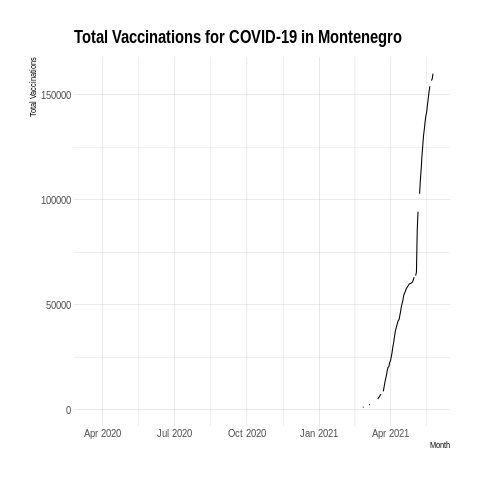 Total Vaccinations for COVID-19 in Montenegro
Total Vaccinations
150000
100000
50000
0
Apr 2020 Jul 2020 Oct 2020 Jan 2021 Apr 2021
Month